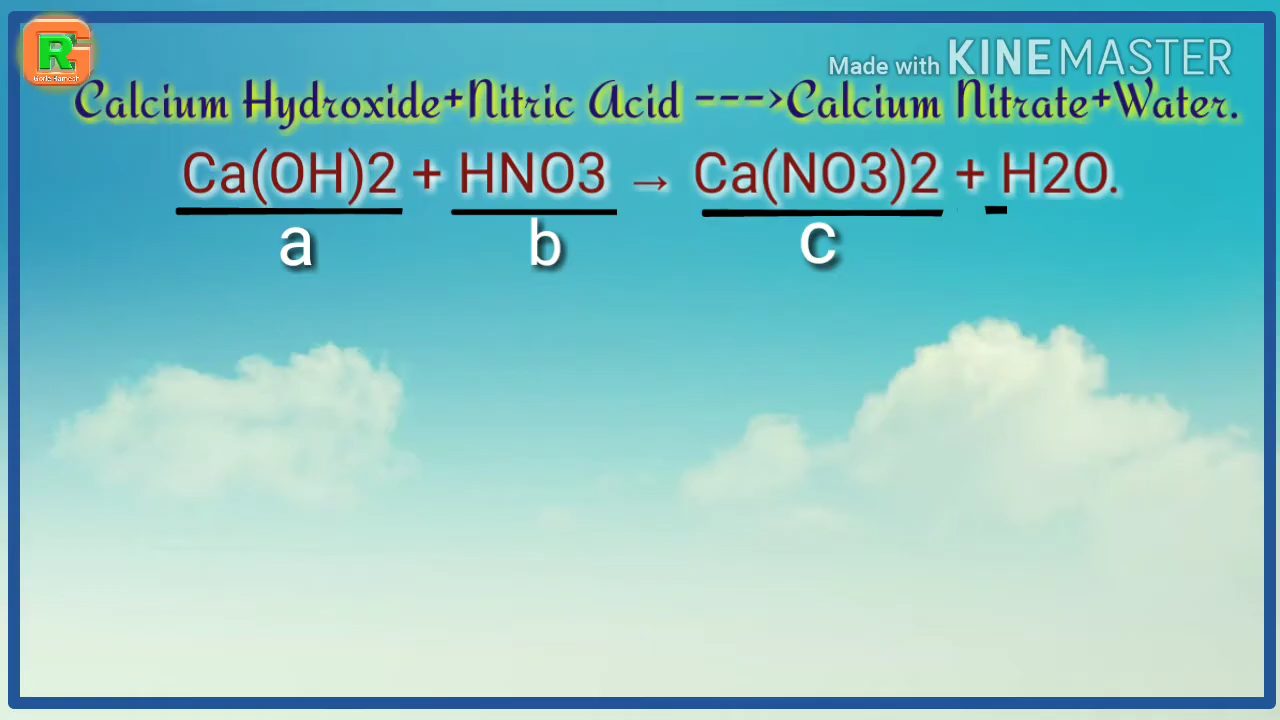 R
Made with KINEMASTER
Calcium Hydroxide+Nitric Acid --->Calcium Nitrate+Water.
Ca(OH)2 + HNO3 → Ca(NO3)2 + H2O.
a b c